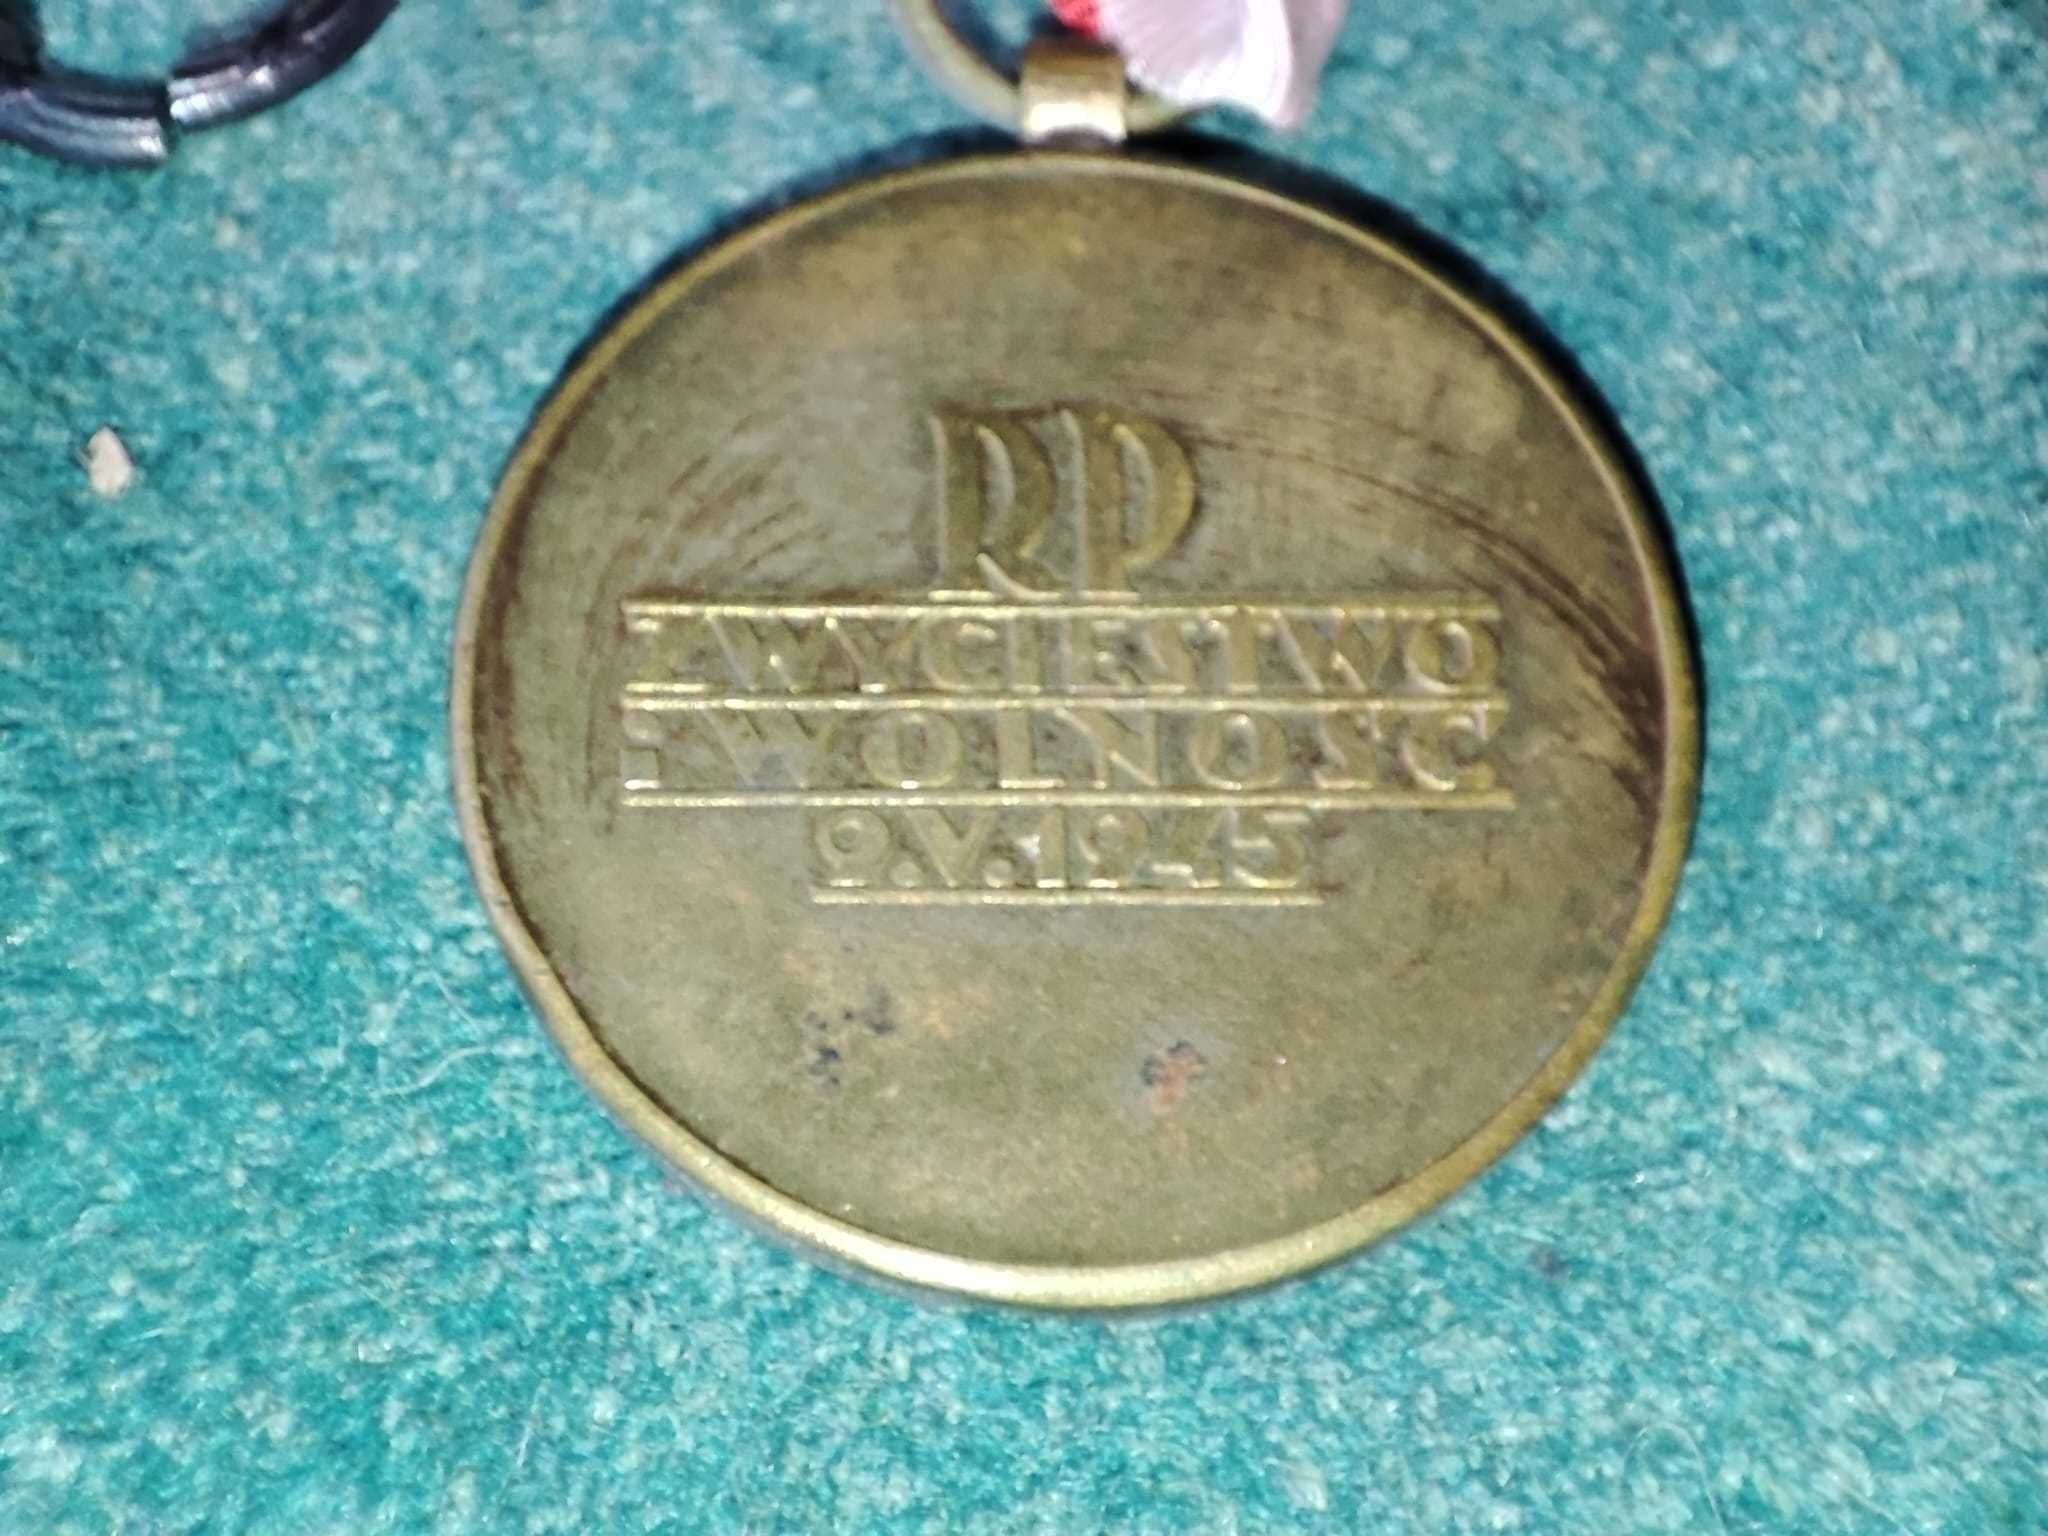 RP
ZWYCIĘSTWO
I WOLNOŚĆ
9.V.1945